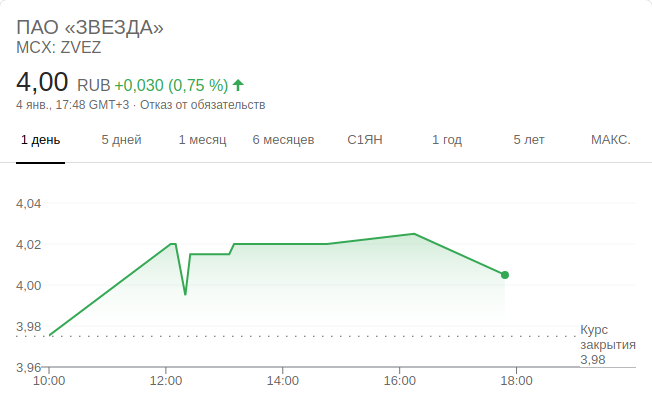 ПАО «ЗВЕЗДА»
MCX: ZVEZ
4,00 RUB +0,030 (0,75 %)
4 янв., 17:48 GMT+3 · Отказ от обязательств
1 день 5 дней 1 месяц 6 месяцев С1ЯН 1 год 5 лет МАКС.
4,04
4,02
4,00
3,98
Курс
закрытия
3,98
3,96
10:00 12:00 14:00 16:00 18:00